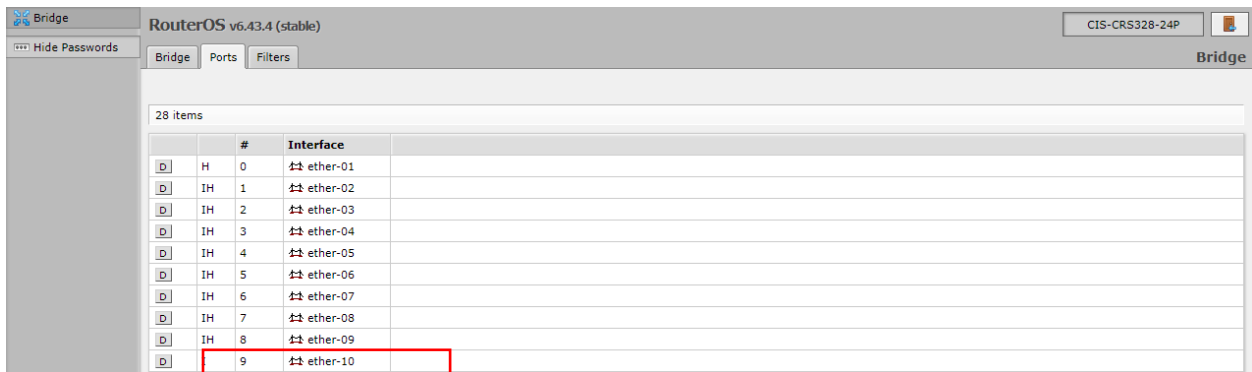 Bridge
Hide Passwords
RouterOS v6.43.4 (stable)
CIS-CRS328-24P
Bridge Ports Filters
Bridge
28 items
# Interface
D H 0 ether-01
D IH 1 ether-02
D IH 2 ether-03
D IH 3 ether-04
D IH 4 ether-05
D IH 5 ether-06
D IH 6 ether-07
D IH 7 ether-08
D IH 8 ether-09
D I 9 ether-10